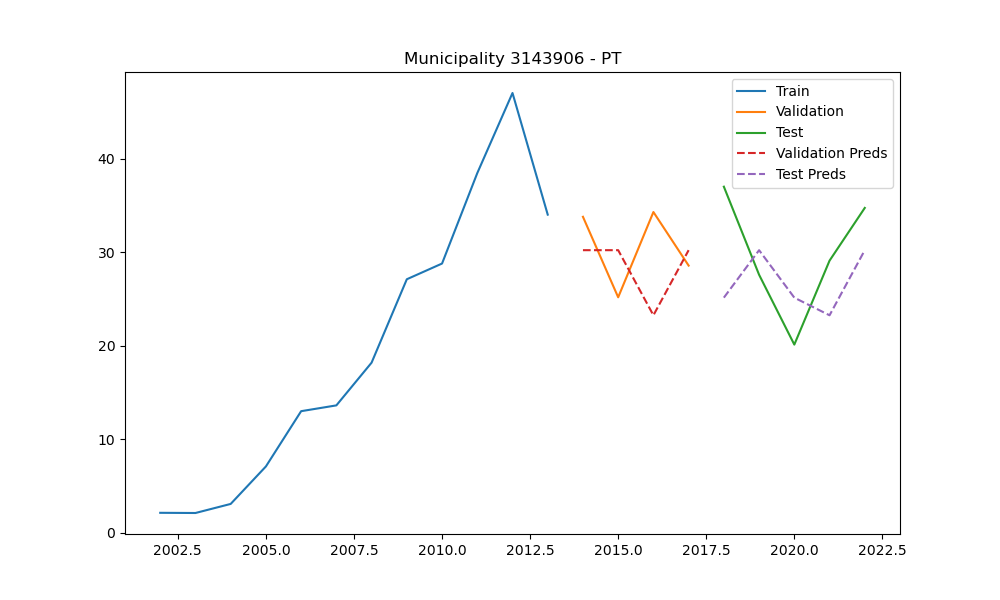 Municipality 3143906 - PT
Train
Validation
Test
Validation Preds
Test Preds
40
30
20
10
0
2002.5 2005.0 2007.5 2010.0 2012.5 2015.0 2017.5 2020.0 2022.5